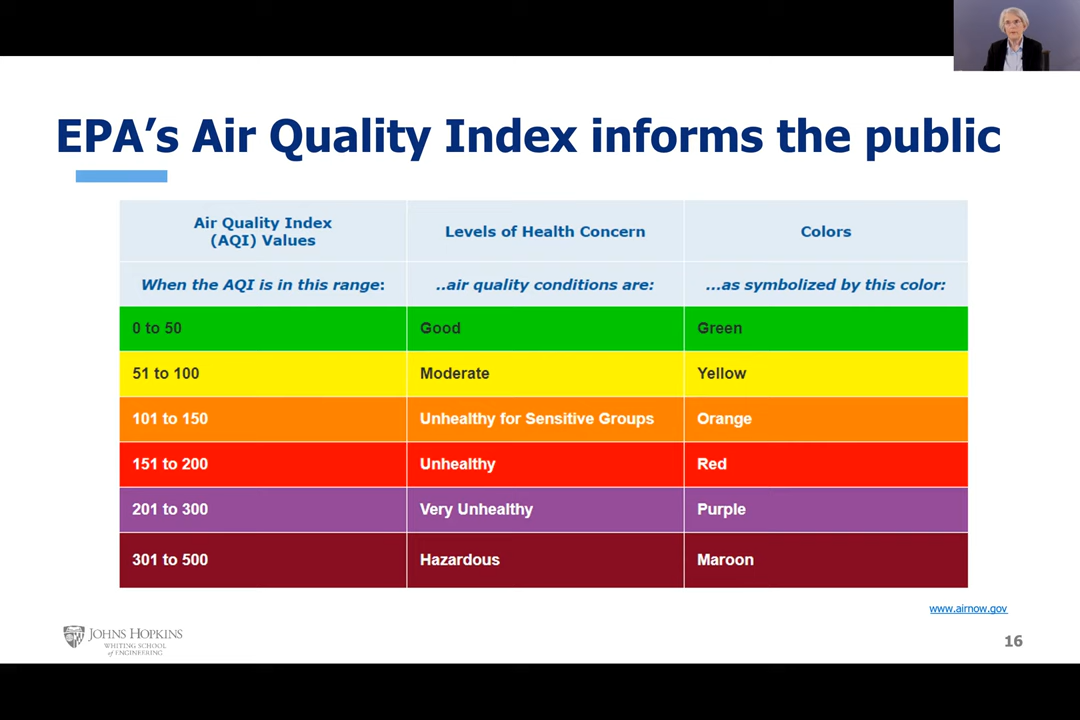 EPA's Air Quality Index informs the public
Air Quality Index
(AQI) Values
Levels of Health Concern
Colors
When the AQI is in this range:
..air quality conditions are:
...as symbolized by this color:
0 to 50
Good
Green
51 to 100
Moderate
Yellow
101 to 150
Unhealthy for Sensitive Groups
Orange
151 to 200
Unhealthy
Red
201 to 300
Very Unhealthy
Purple
301 to 500
Hazardous
Maroon
www.airnow.gov
JOHNS HOPKINS
WHITING SCHOOL
of ENGINEERING
16